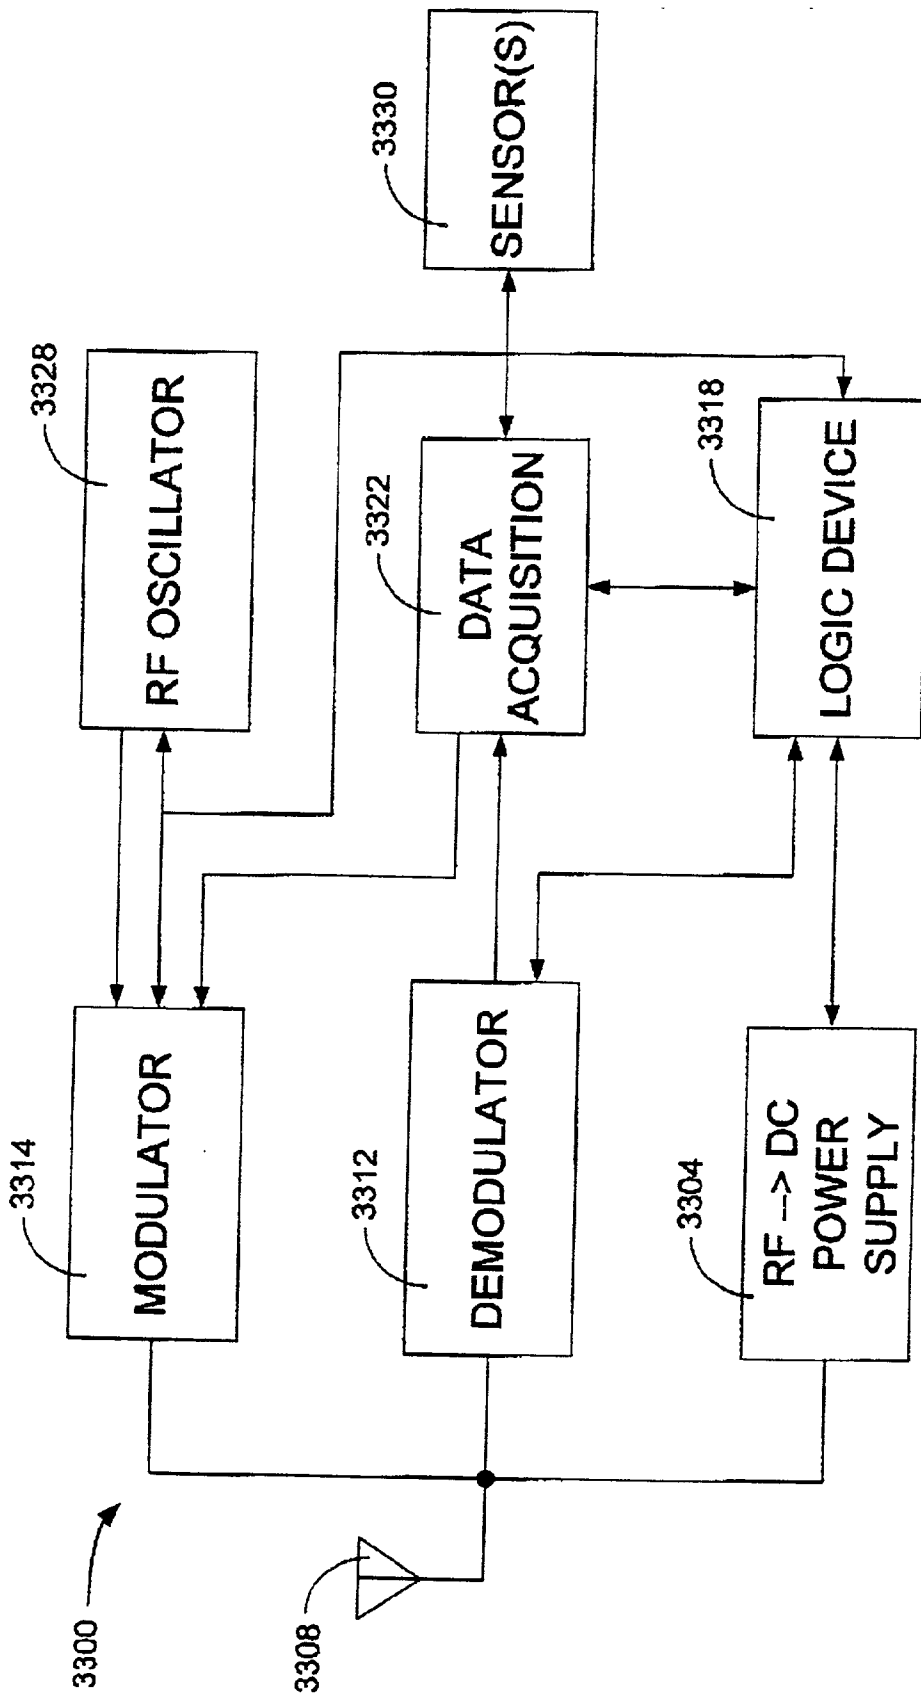 3300
3308
3314
MODULATOR
3328
RF OSCILLATOR
3312
DEMODULATOR
3322
DATA
ACQUISITION
3330
SENSOR(S)
3304
RF --> DC
POWER
SUPPLY
3318
LOGIC DEVICE